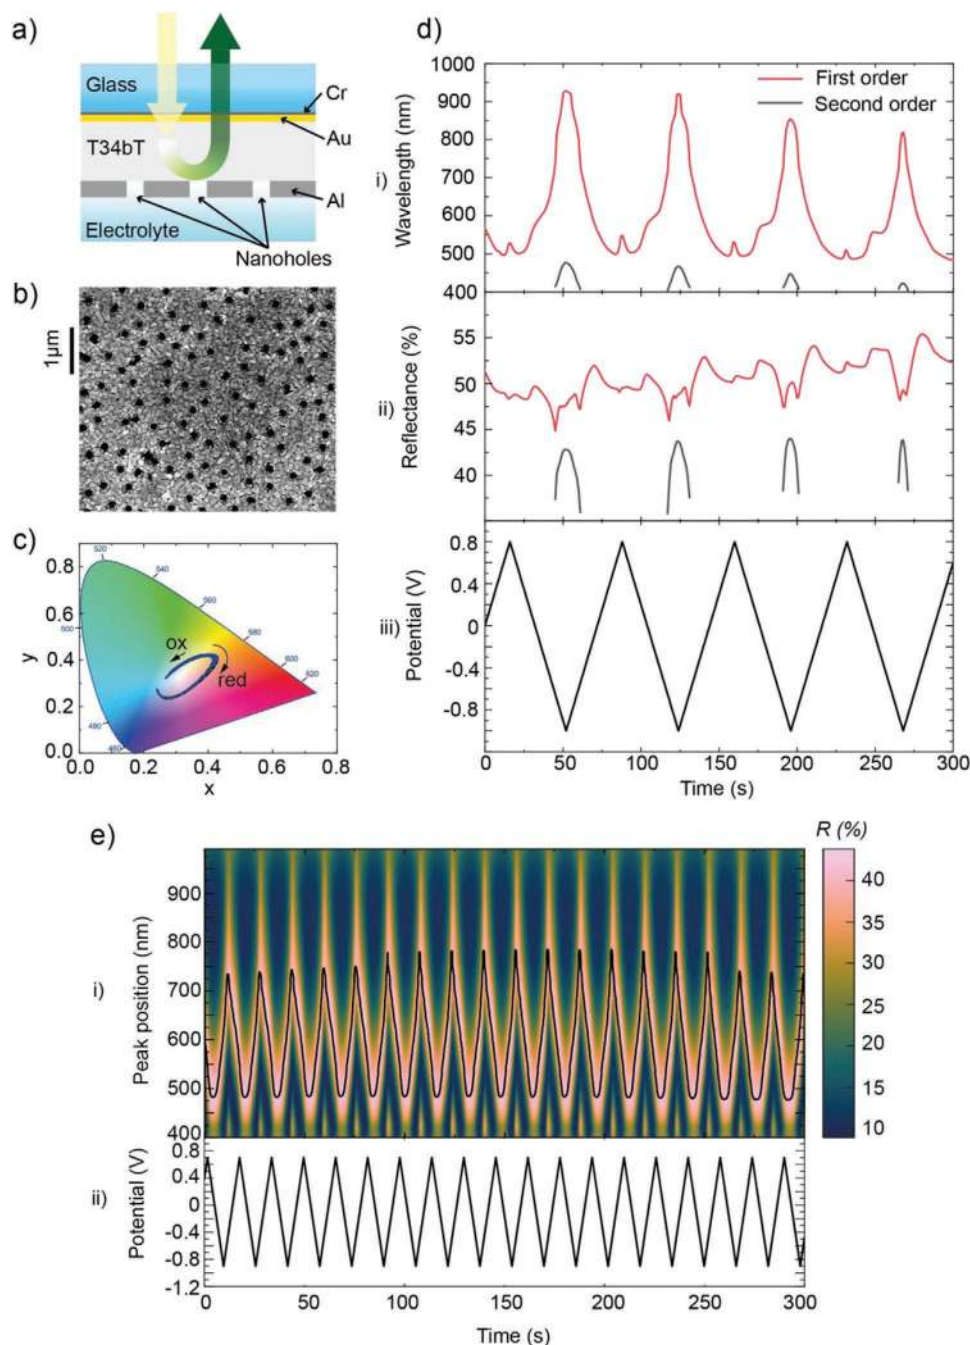 a)
Glass
Cr
Au
T34bT
Al
Electrolyte
Nanoholes
b)
1µm
c)
0.8
0.6
0.4
0.2
0.0
y
520
540
560
500
580
600
620
480
460
ox
red
0.0 0.2 0.4 0.6 0.8
x
d)
1000
900
800
700
600
500
400
Wavelength (nm)
i)
First order
Second order
55
50
45
40
Reflectance (%)
ii)
0.8
0.4
0
-0.4
-0.8
Potential (V)
iii)
0 50 100 150 200 250 300
Time (s)
e)
R (%)
900
800
700
600
500
400
Peak position (nm)
i)
40
35
30
25
20
15
10
0.8
0.4
0
-0.4
-0.8
-1.2
Potential (V)
ii)
0 50 100 150 200 250 300
Time (s)